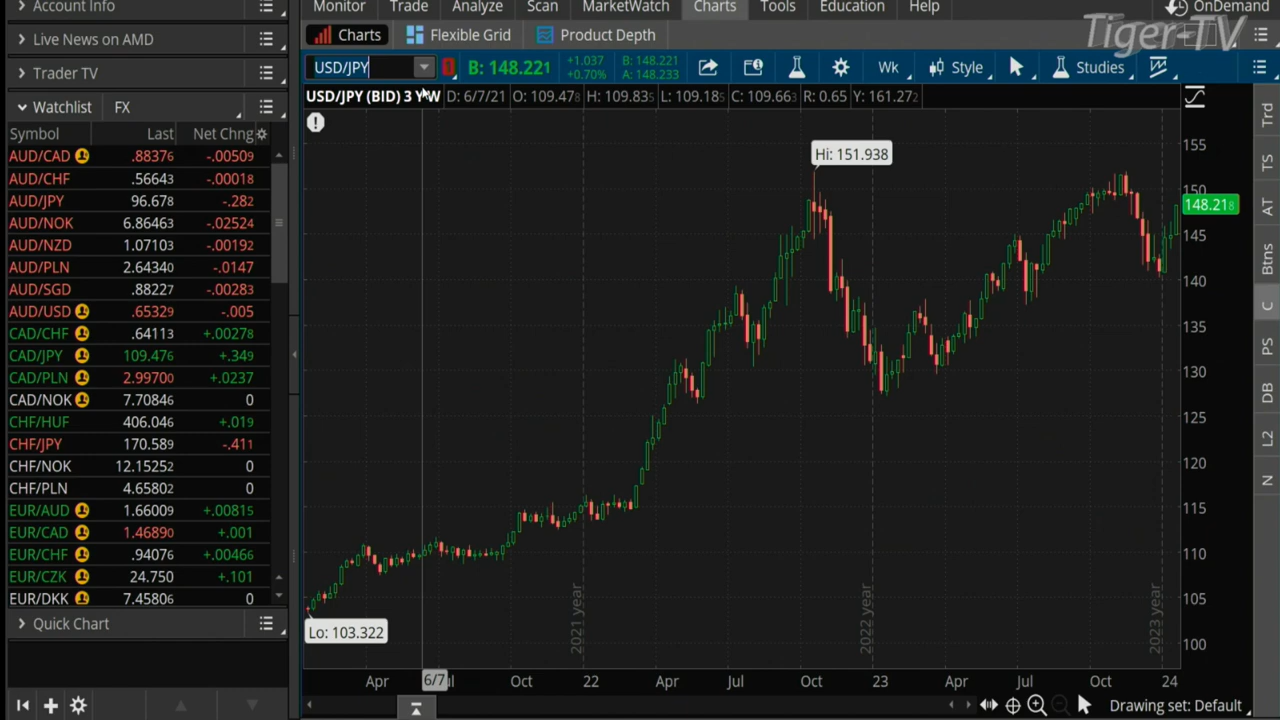 Account Info
Live News on AMD
Trader TV
Watchlist FX
Symbol Last Net Chng
AUD/CAD .88376 -.00509
AUD/CHF .56643 -.00018
AUD/JPY 96.678 -.282
AUD/NOK 6.86463 -.02524
AUD/NZD 1.07103 -.00192
AUD/PLN 2.64340 -.0147
AUD/SGD .88227 -.00283
AUD/USD .65329 -.005
CAD/CHF .64113 +.00278
CAD/JPY 109.476 +.349
CAD/PLN 2.99700 +.0237
CAD/NOK 7.70846 0
CHF/HUF 406.046 +.019
CHF/JPY 170.589 -.411
CHF/NOK 12.15252 0
CHF/PLN 4.65802 0
EUR/AUD 1.66009 +.00815
EUR/CAD 1.46890 +.001
EUR/CHF .94076 +.00466
EUR/CZK 24.750 +.101
EUR/DKK 7.45806 0
Quick Chart
Monitor Trade Analyze Scan MarketWatch Charts Tools Education Help OnDemand
Tiger-TV
Charts Flexible Grid Product Depth
USD/JPY B: 148.221 +1.037 B: 148.221 Wk Style Studies
+0.70% A: 148.233
USD/JPY (BID) 3 Y W D: 6/7/21 O: 109.478 H: 109.835 L: 109.185 C: 109.663 R: 0.65 Y: 161.272
Hi: 151.938
Lo: 103.322
155
150
148.218
145
140
135
130
125
120
115
110
105
100
2021 year
2022 year
2023 year
Apr 6/7 Oct 22 Apr Jul Oct 23 Apr Jul Oct 24
Drawing set: Default
Trd
TS
AT
Btns
C
PS
DB
L2
N